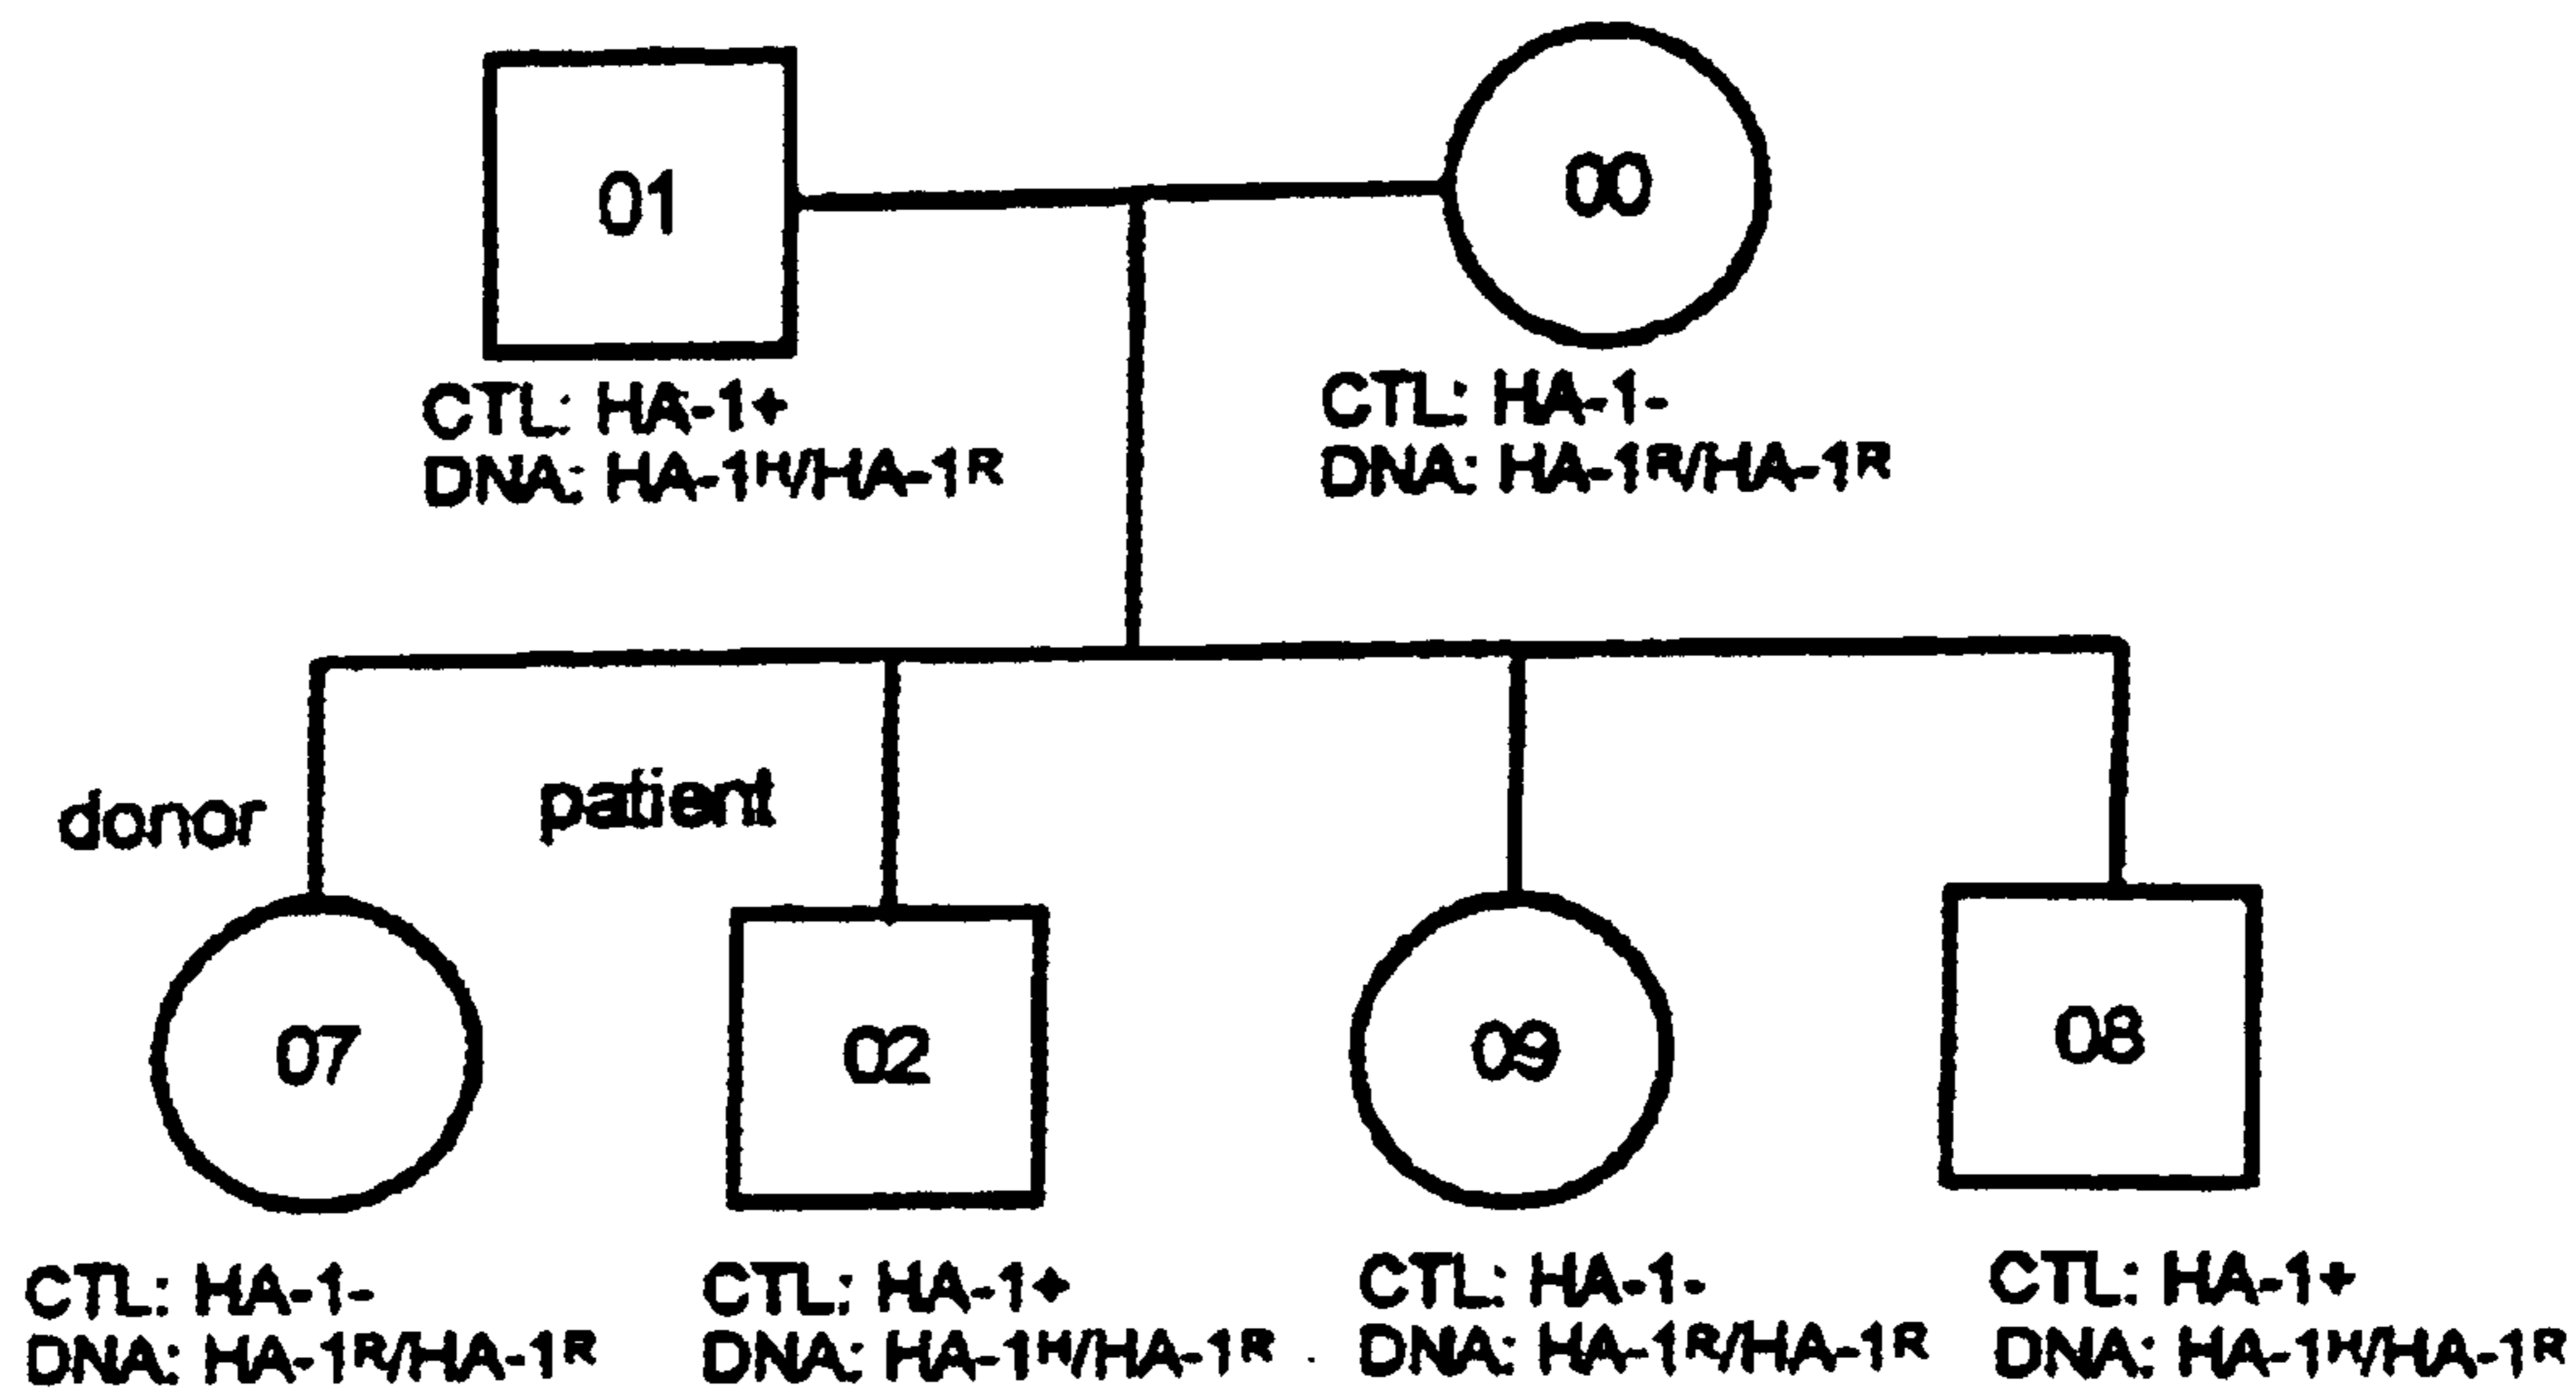 01
00
CTL: HA-1+
DNA: HA-1ᴴ/HA-1ᴿ
CTL: HA-1-
DNA: HA-1ᴿ/HA-1ᴿ
donor
patient
07
02
09
08
CTL: HA-1-
DNA: HA-1ᴿ/HA-1ᴿ
CTL: HA-1+
DNA: HA-1ᴴ/HA-1ᴿ
CTL: HA-1-
DNA: HA-1ᴿ/HA-1ᴿ
CTL: HA-1+
DNA: HA-1ᴴ/HA-1ᴿ